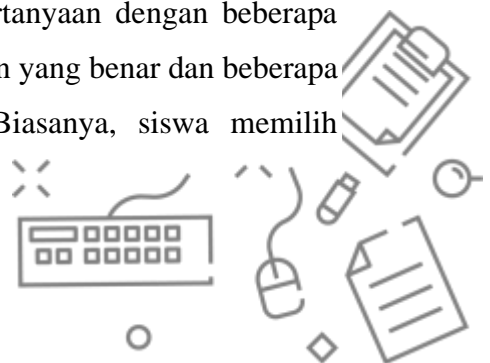 rtanyaan dengan beberapa
n yang benar dan beberapa
Biasanya, siswa memilih